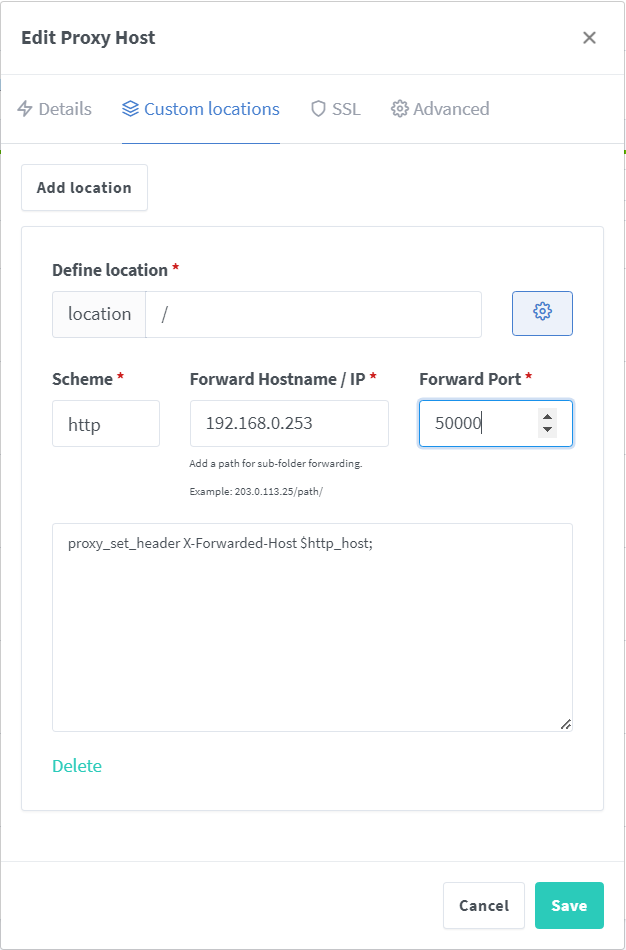 Edit Proxy Host
Details Custom locations SSL Advanced
Add location
Define location *
location /
Scheme * Forward Hostname / IP * Forward Port *
http 192.168.0.253 50000
Add a path for sub-folder forwarding.
Example: 203.0.113.25/path/
proxy_set_header X-Forwarded-Host $http_host;
Delete
Cancel Save